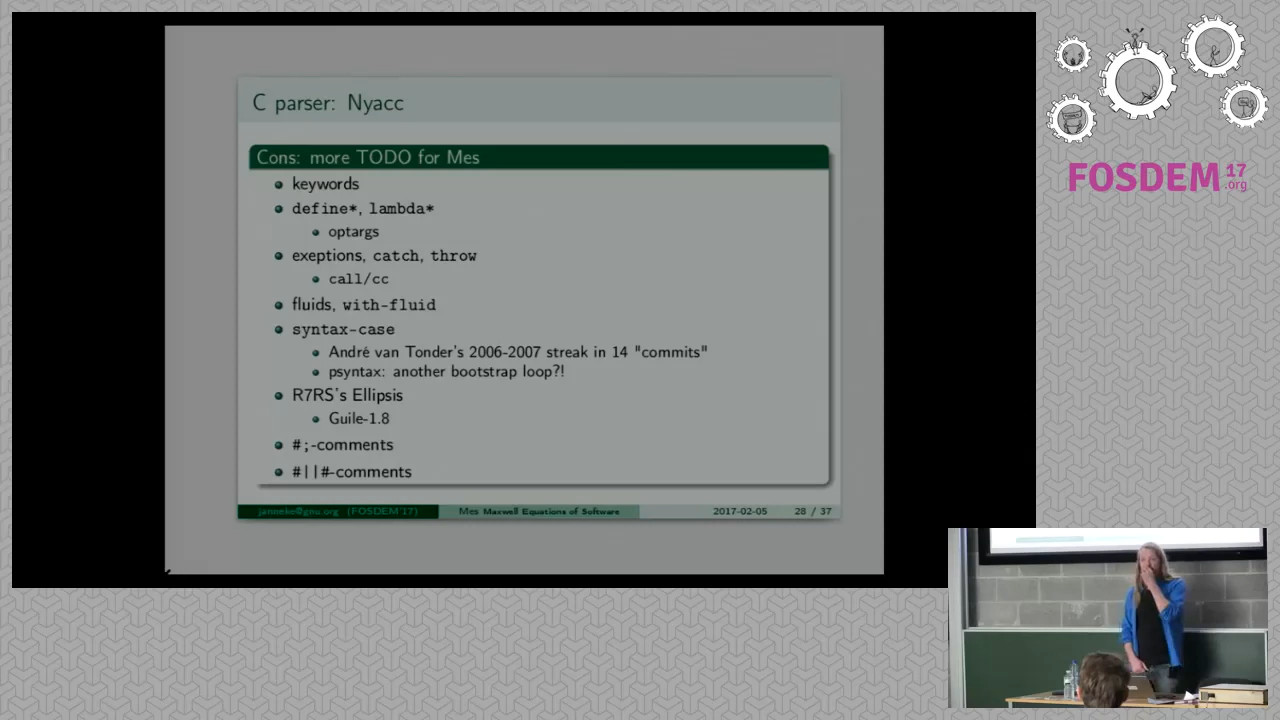 C parser: Nyacc
Cons: more TODO for Mes
keywords
define*, lambda*
optargs
exeptions, catch, throw
call/cc
fluids, with-fluid
syntax-case
André van Tonder's 2006-2007 streak in 14 "commits"
psyntax: another bootstrap loop?!
R7RS's Ellipsis
Guile-1.8
#;-comments
#||#-comments
janneke@gnu.org (FOSDEM'17) Mes Maxwell Equations of Software 2017-02-05 28 / 37
FOSDEM 17
.org